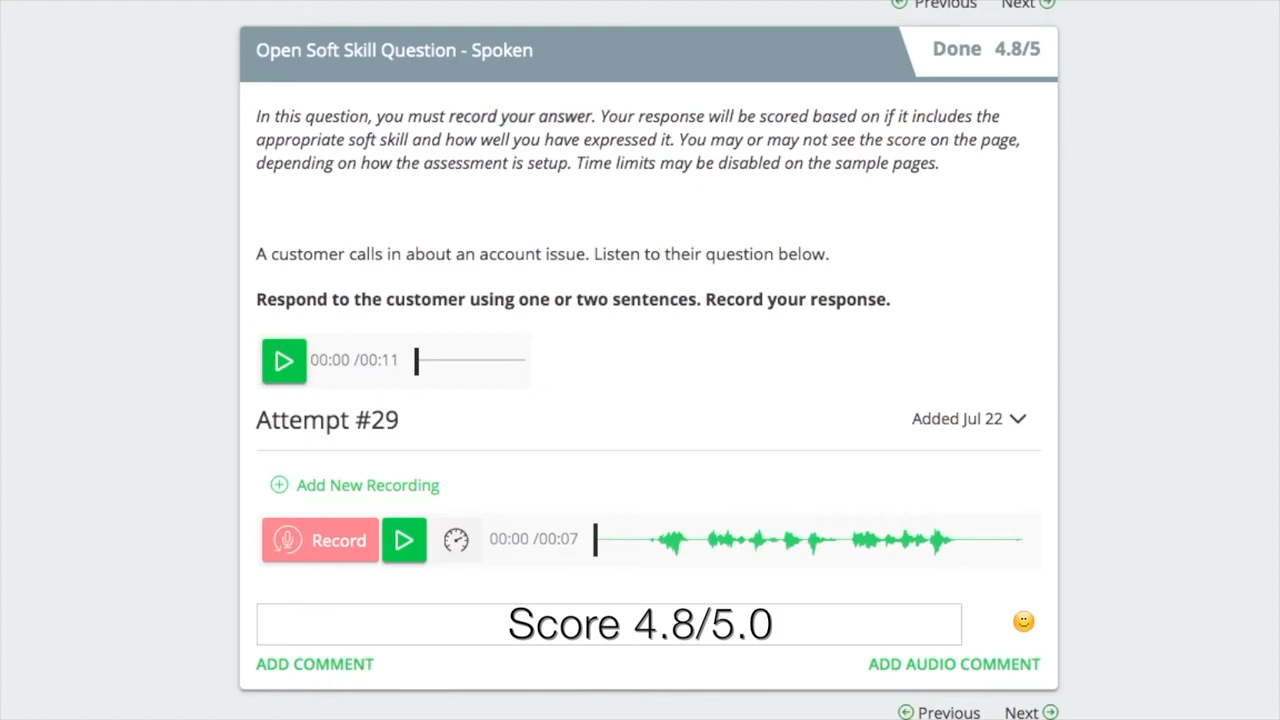 Previous Next
Open Soft Skill Question - Spoken
Done 4.8/5
In this question, you must record your answer. Your response will be scored based on if it includes the
appropriate soft skill and how well you have expressed it. You may or may not see the score on the page,
depending on how the assessment is setup. Time limits may be disabled on the sample pages.
A customer calls in about an account issue. Listen to their question below.
Respond to the customer using one or two sentences. Record your response.
00:00 /00:11
Attempt #29
Added Jul 22
Add New Recording
Record
00:00 /00:07
Score 4.8/5.0
ADD COMMENT
ADD AUDIO COMMENT
Previous Next